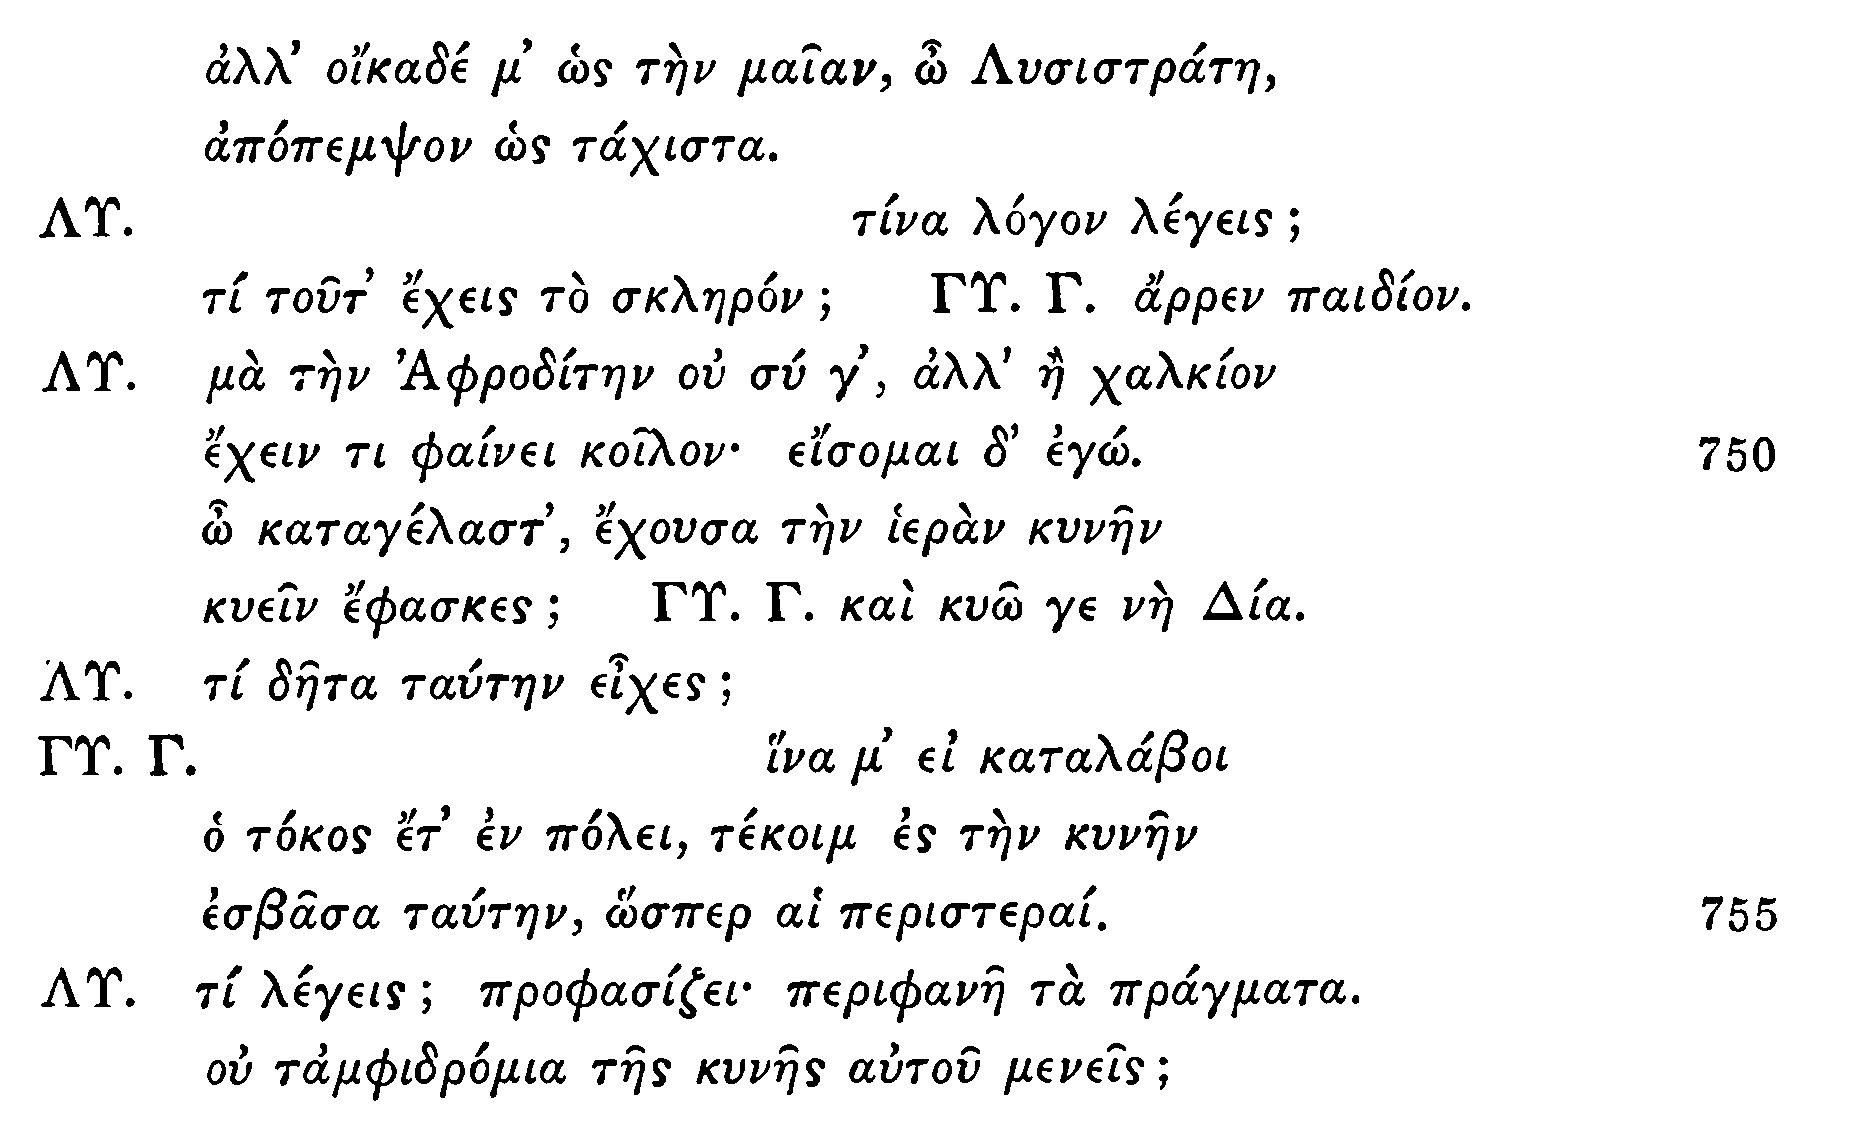 ἀλλ’ οἴκαδέ μ’ ὡς τὴν μαῖαν, ὦ Λυσιστράτη,
ἀπόπεμψον ὡς τάχιστα.
ΛΥ. τίνα λόγον λέγεις ;
τί τοῦτ’ ἔχεις τὸ σκληρόν ; ΓΥ. Γ. ἄρρεν παιδίον.
ΛΥ. μὰ τὴν Ἀφροδίτην οὐ σύ γ’, ἀλλ’ ἢ χαλκίον
ἔχειν τι φαίνει κοῖλον· εἴσομαι δ’ ἐγώ. 750
ὦ καταγέλαστ’, ἔχουσα τὴν ἱερὰν κυνῆν
κυεῖν ἔφασκες ; ΓΥ. Γ. καὶ κυῶ γε νὴ Δία.
ΛΥ. τί δῆτα ταύτην εἶχες ;
ΓΥ. Γ. ἵνα μ’ εἰ καταλάβοι
ὁ τόκος ἔτ’ ἐν πόλει, τέκοιμ ἐς τὴν κυνῆν
ἐσβᾶσα ταύτην, ὥσπερ αἱ περιστεραί. 755
ΛΥ. τί λέγεις ; προφασίζει· περιφανῆ τὰ πράγματα.
οὐ τἀμφιδρόμια τῆς κυνῆς αὐτοῦ μενεῖς ;